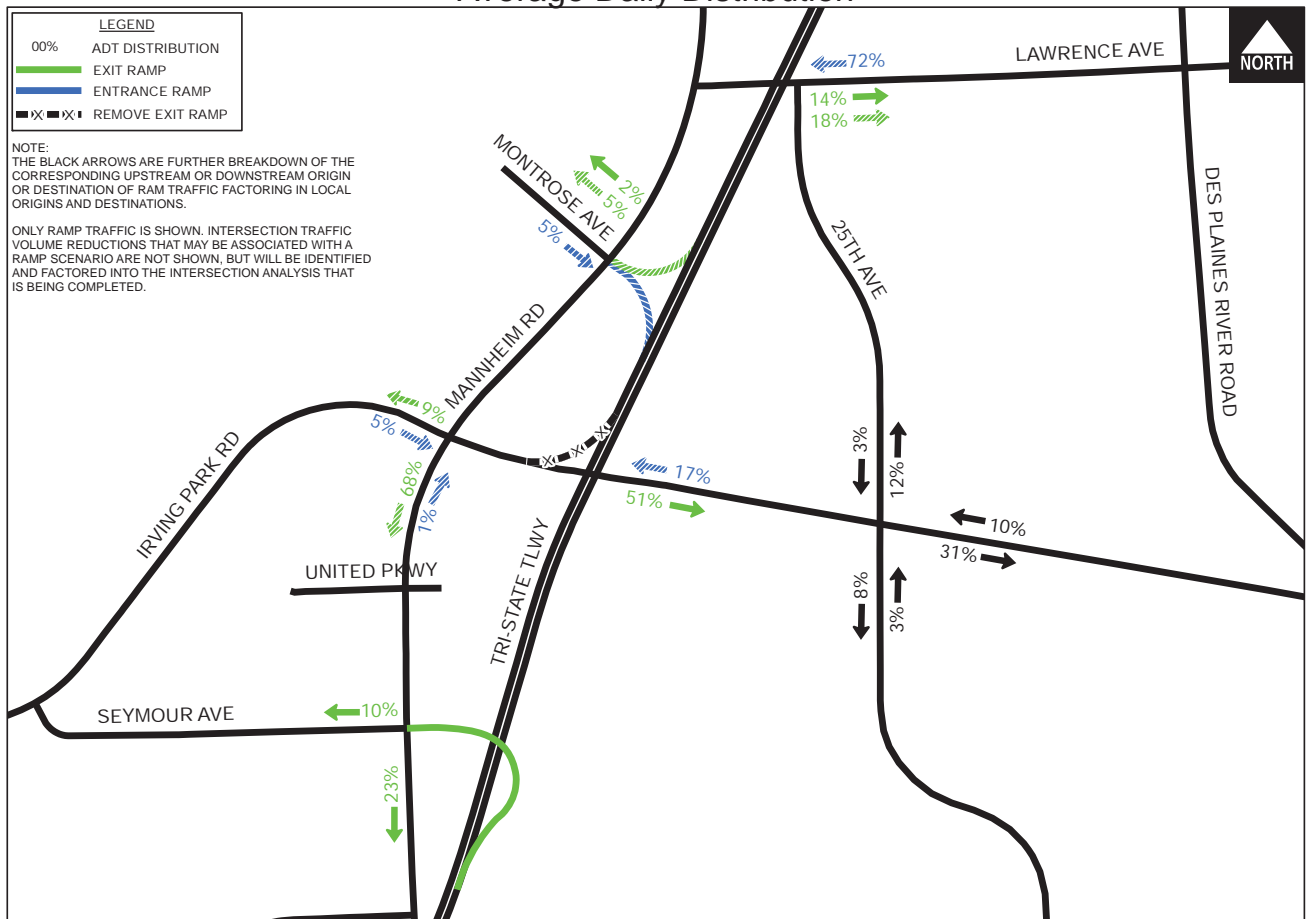 Average Daily Distribution
LEGEND
00% ADT DISTRIBUTION
EXIT RAMP
ENTRANCE RAMP
X X REMOVE EXIT RAMP
NOTE:
THE BLACK ARROWS ARE FURTHER BREAKDOWN OF THE
CORRESPONDING UPSTREAM OR DOWNSTREAM ORIGIN
OR DESTINATION OF RAM TRAFFIC FACTORING IN LOCAL
ORIGINS AND DESTINATIONS.
ONLY RAMP TRAFFIC IS SHOWN. INTERSECTION TRAFFIC
VOLUME REDUCTIONS THAT MAY BE ASSOCIATED WITH A
RAMP SCENARIO ARE NOT SHOWN, BUT WILL BE IDENTIFIED
AND FACTORED INTO THE INTERSECTION ANALYSIS THAT
IS BEING COMPLETED.
NORTH
LAWRENCE AVE
72%
14%
18%
MONTROSE AVE
2%
5%
5%
DES PLAINES RIVER ROAD
25TH AVE
MANNHEIM RD
9%
5%
X X X
IRVING PARK RD
68%
1%
17%
51%
3%
12%
10%
31%
8%
3%
UNITED PKWY
TRI-STATE TLWY
SEYMOUR AVE
10%
23%